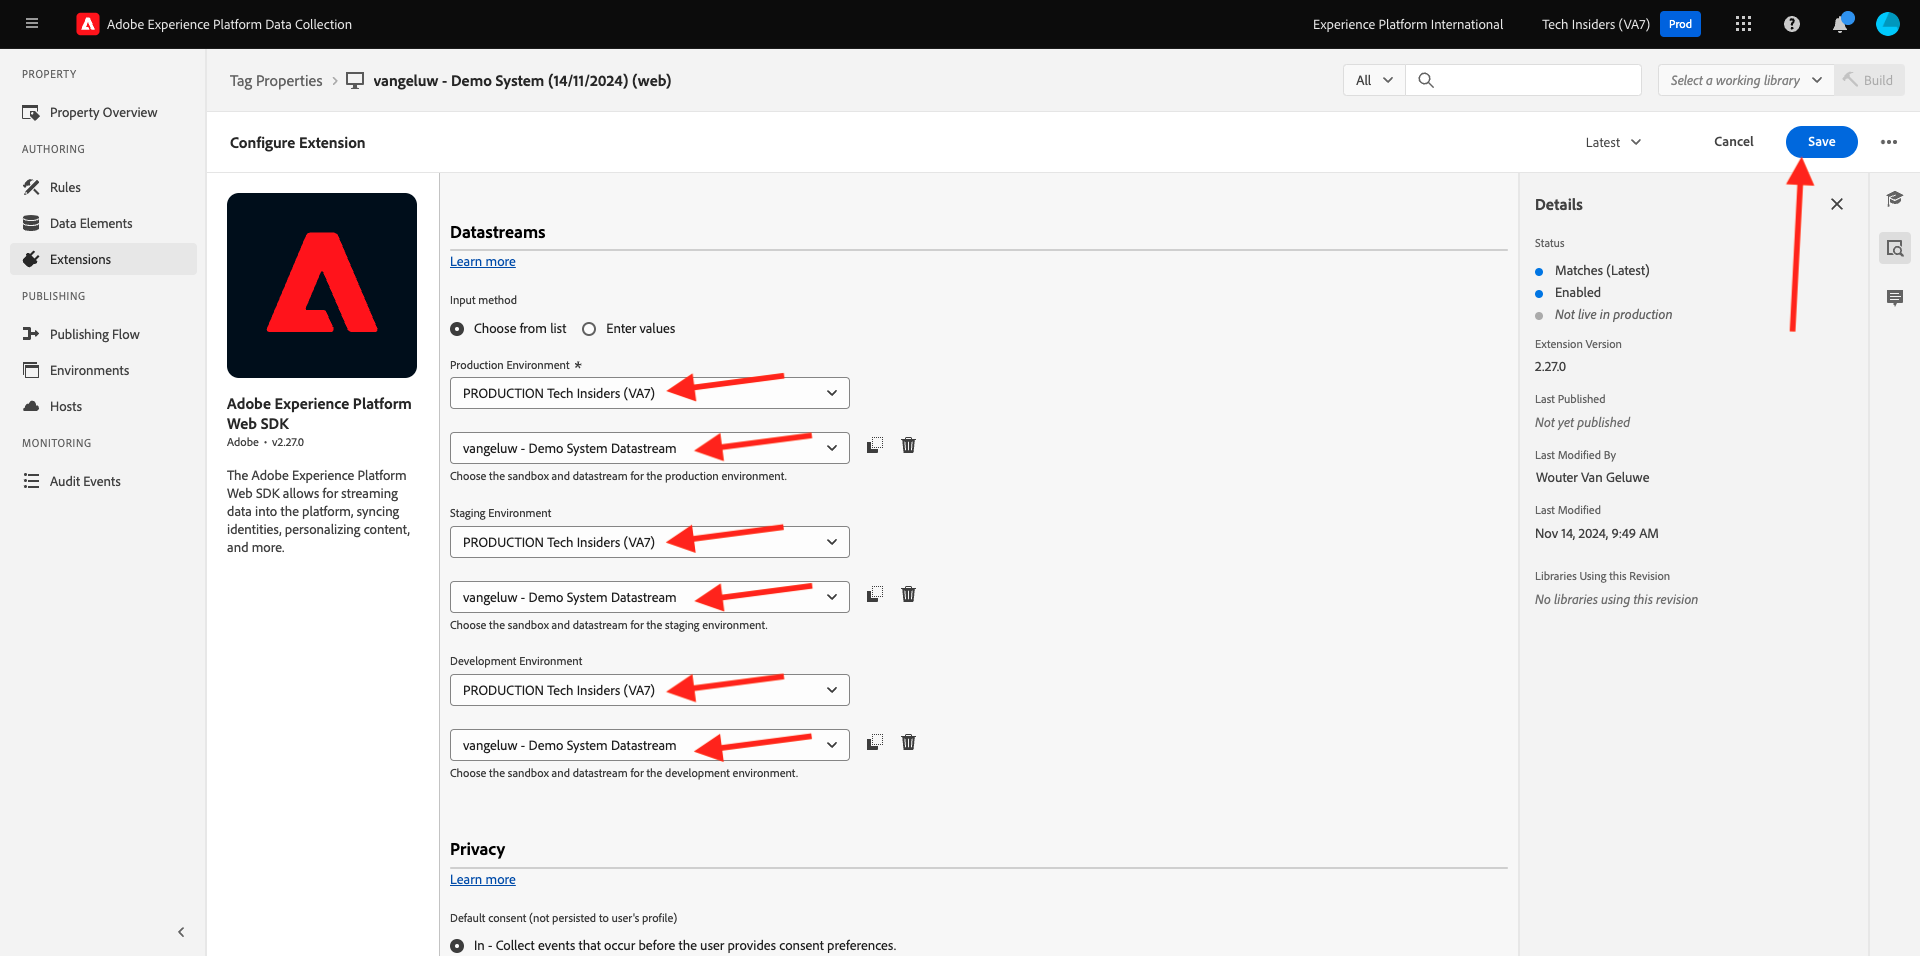 Adobe Experience Platform Data Collection
Experience Platform International
Tech Insiders (VA7)
Prod
PROPERTY
Property Overview
AUTHORING
Rules
Data Elements
Extensions
PUBLISHING
Publishing Flow
Environments
Hosts
MONITORING
Audit Events
Tag Properties
vangeluw - Demo System (14/11/2024) (web)
All
Select a working library
Build
Configure Extension
Latest
Cancel
Save
Adobe Experience Platform
Web SDK
Adobe • v2.27.0
The Adobe Experience Platform
Web SDK allows for streaming
data into the platform, syncing
identities, personalizing content,
and more.
Datastreams
Learn more
Input method
Choose from list
Enter values
Production Environment *
PRODUCTION Tech Insiders (VA7)
vangeluw - Demo System Datastream
Choose the sandbox and datastream for the production environment.
Staging Environment
PRODUCTION Tech Insiders (VA7)
vangeluw - Demo System Datastream
Choose the sandbox and datastream for the staging environment.
Development Environment
PRODUCTION Tech Insiders (VA7)
vangeluw - Demo System Datastream
Choose the sandbox and datastream for the development environment.
Privacy
Learn more
Default consent (not persisted to user's profile)
In - Collect events that occur before the user provides consent preferences.
Details
Status
Matches (Latest)
Enabled
Not live in production
Extension Version
2.27.0
Last Published
Not yet published
Last Modified By
Wouter Van Geluwe
Last Modified
Nov 14, 2024, 9:49 AM
Libraries Using this Revision
No libraries using this revision